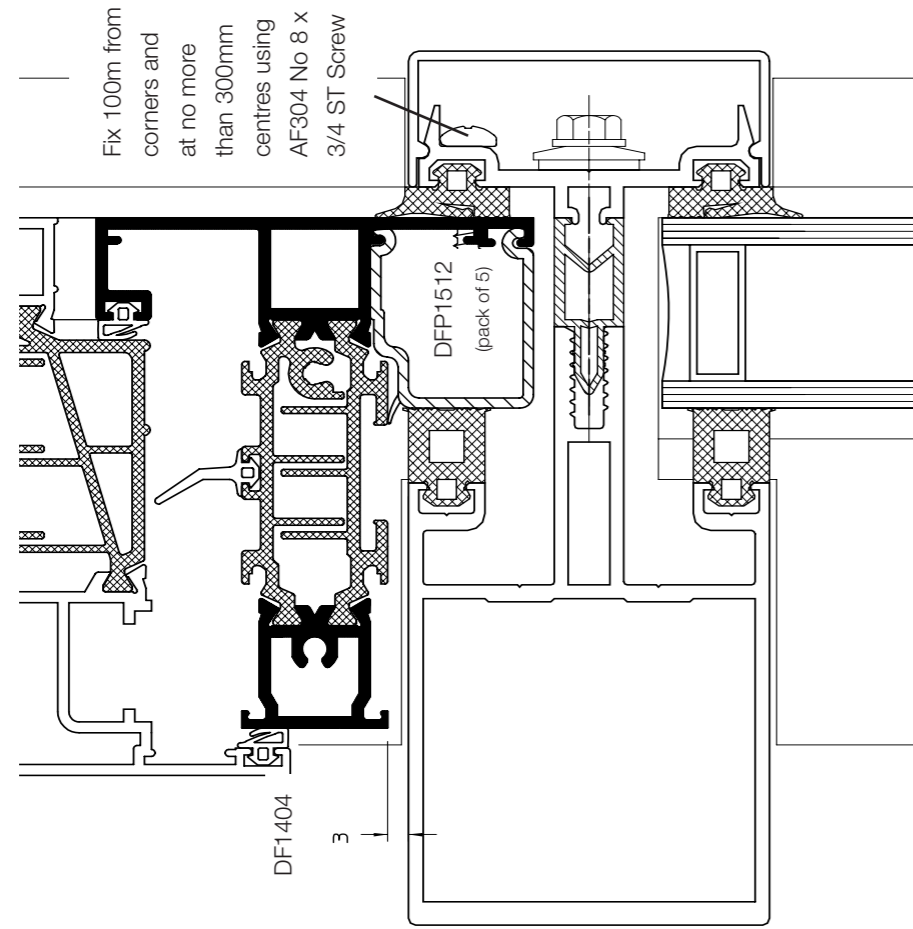 Fix 100m from
corners and
at no more
than 300mm
centres using
AF304 No 8 x
3/4 ST Screw
DFP1512
(pack of 5)
DF1404
3